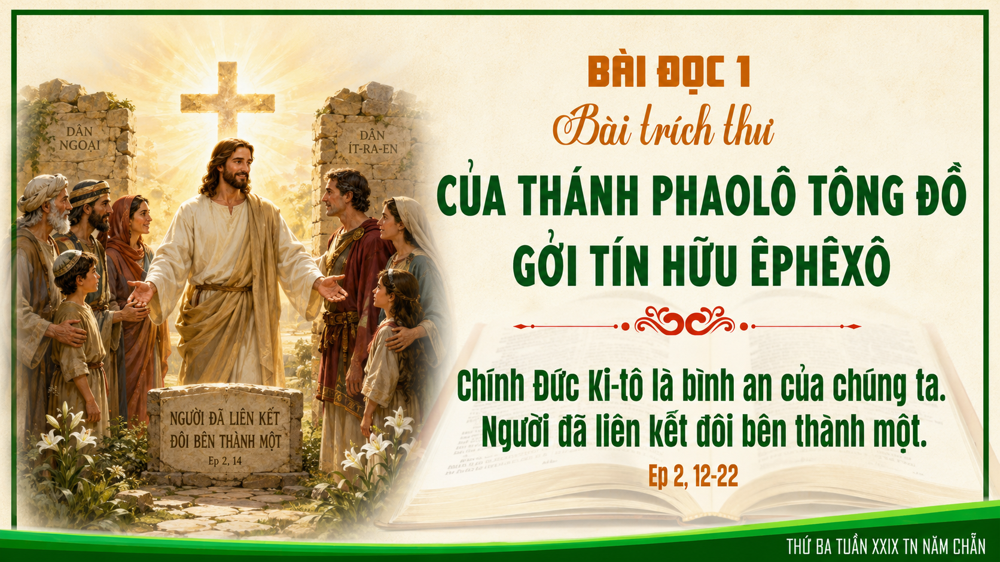 DÂN
NGOẠI
DÂN
ÍT-RA-EN
NGƯỜI ĐÃ LIÊN KẾT
ĐÔI BÊN THÀNH MỘT
Ep 2, 14
BÀI ĐỌC 1
Bài trích thư
CỦA THÁNH PHAOLÔ TÔNG ĐỒ
GỞI TÍN HỮU ÊPHÊXÔ
Chính Đức Ki-tô là bình an của chúng ta.
Người đã liên kết đôi bên thành một.
Ep 2, 12-22
THỨ BA TUẦN XXIX TN NĂM CHẴN